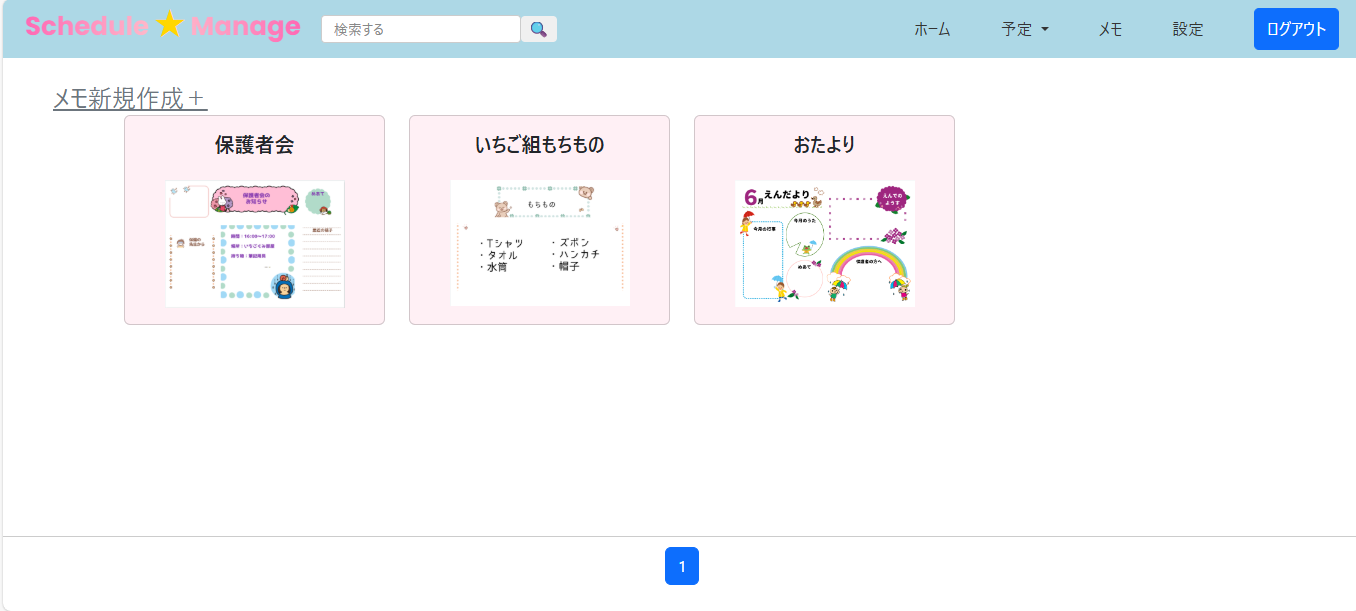 Schedule ★ Manage
検索する
ホーム
予定
メモ
設定
ログアウト
メモ新規作成＋
保護者会
保護者会の
お知らせ
時間：16:00～17:00
場所：いちごぐみ部屋
持ち物：筆記用具
いちご組もちもの
もちもの
・Tシャツ
・タオル
・水筒
・ズボン
・ハンカチ
・帽子
おたより
6月 えんだより
えんでの
ようす
今月の行事
今月のうた
めあて
保護者の方へ
1